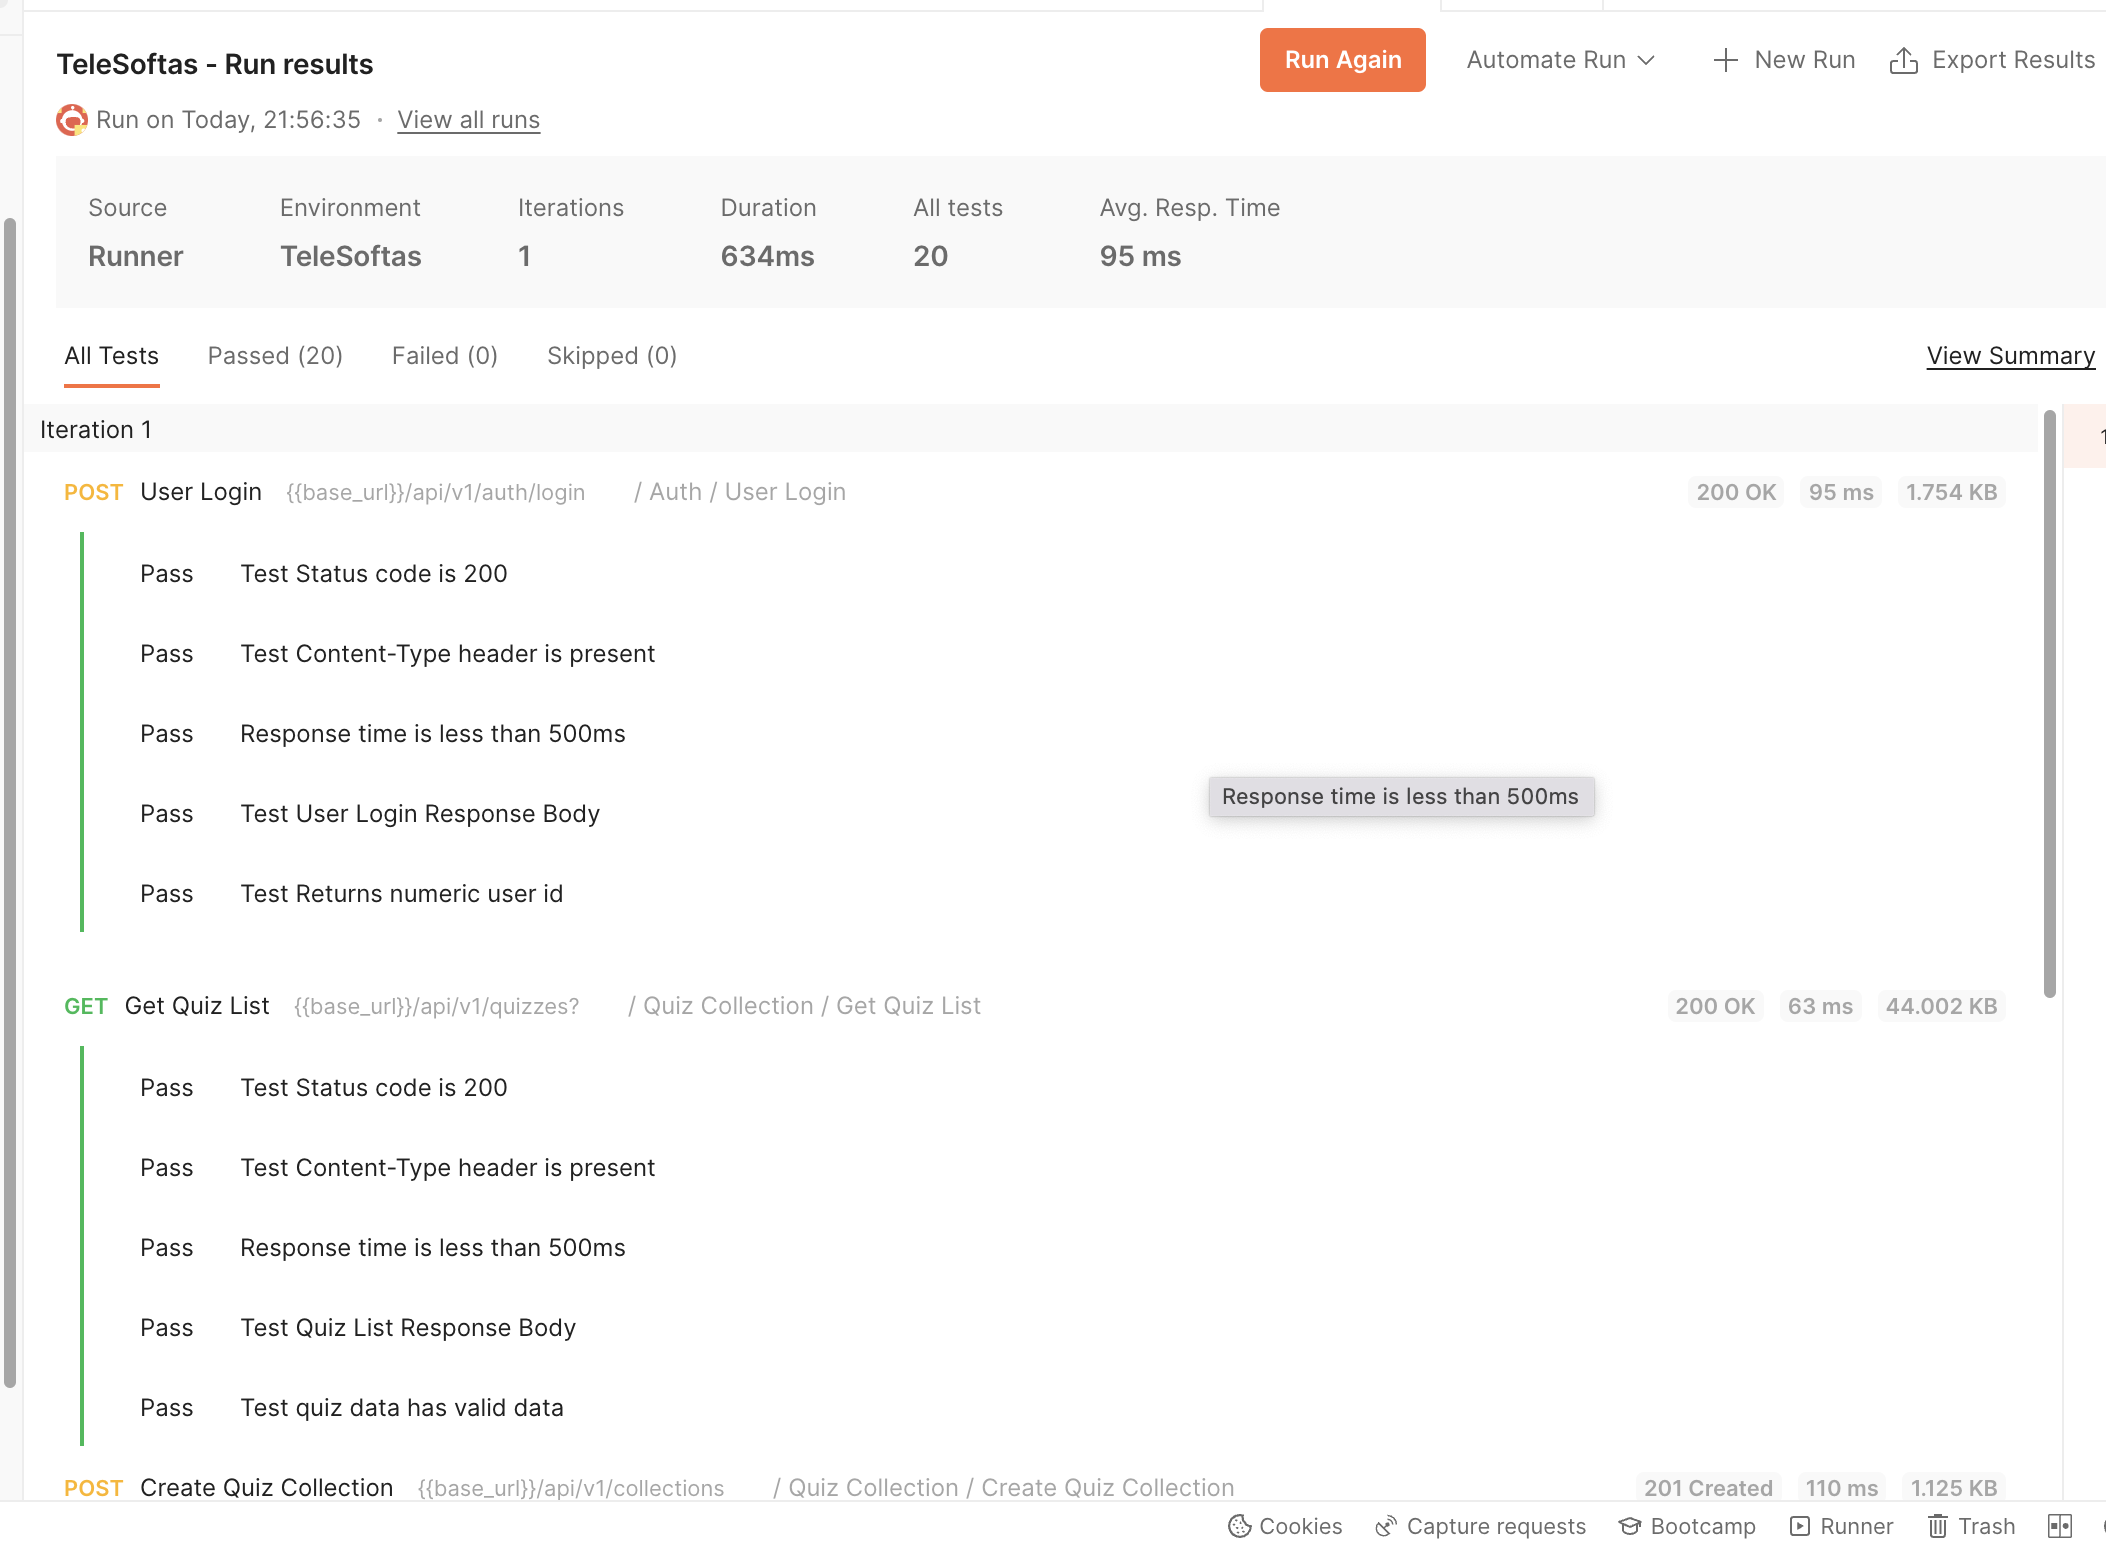 TeleSoftas - Run results
Run Again
Automate Run
New Run
Export Results
Run on Today, 21:56:35 · View all runs
Source Environment Iterations Duration All tests Avg. Resp. Time
Runner TeleSoftas 1 634ms 20 95 ms
All Tests Passed (20) Failed (0) Skipped (0) View Summary
Iteration 1
1
POST User Login {{base_url}}/api/v1/auth/login / Auth / User Login 200 OK 95 ms 1.754 KB
Pass Test Status code is 200
Pass Test Content-Type header is present
Pass Response time is less than 500ms
Response time is less than 500ms
Pass Test User Login Response Body
Pass Test Returns numeric user id
GET Get Quiz List {{base_url}}/api/v1/quizzes? / Quiz Collection / Get Quiz List 200 OK 63 ms 44.002 KB
Pass Test Status code is 200
Pass Test Content-Type header is present
Pass Response time is less than 500ms
Pass Test Quiz List Response Body
Pass Test quiz data has valid data
POST Create Quiz Collection {{base_url}}/api/v1/collections / Quiz Collection / Create Quiz Collection 201 Created 110 ms 1.125 KB
Cookies Capture requests Bootcamp Runner Trash